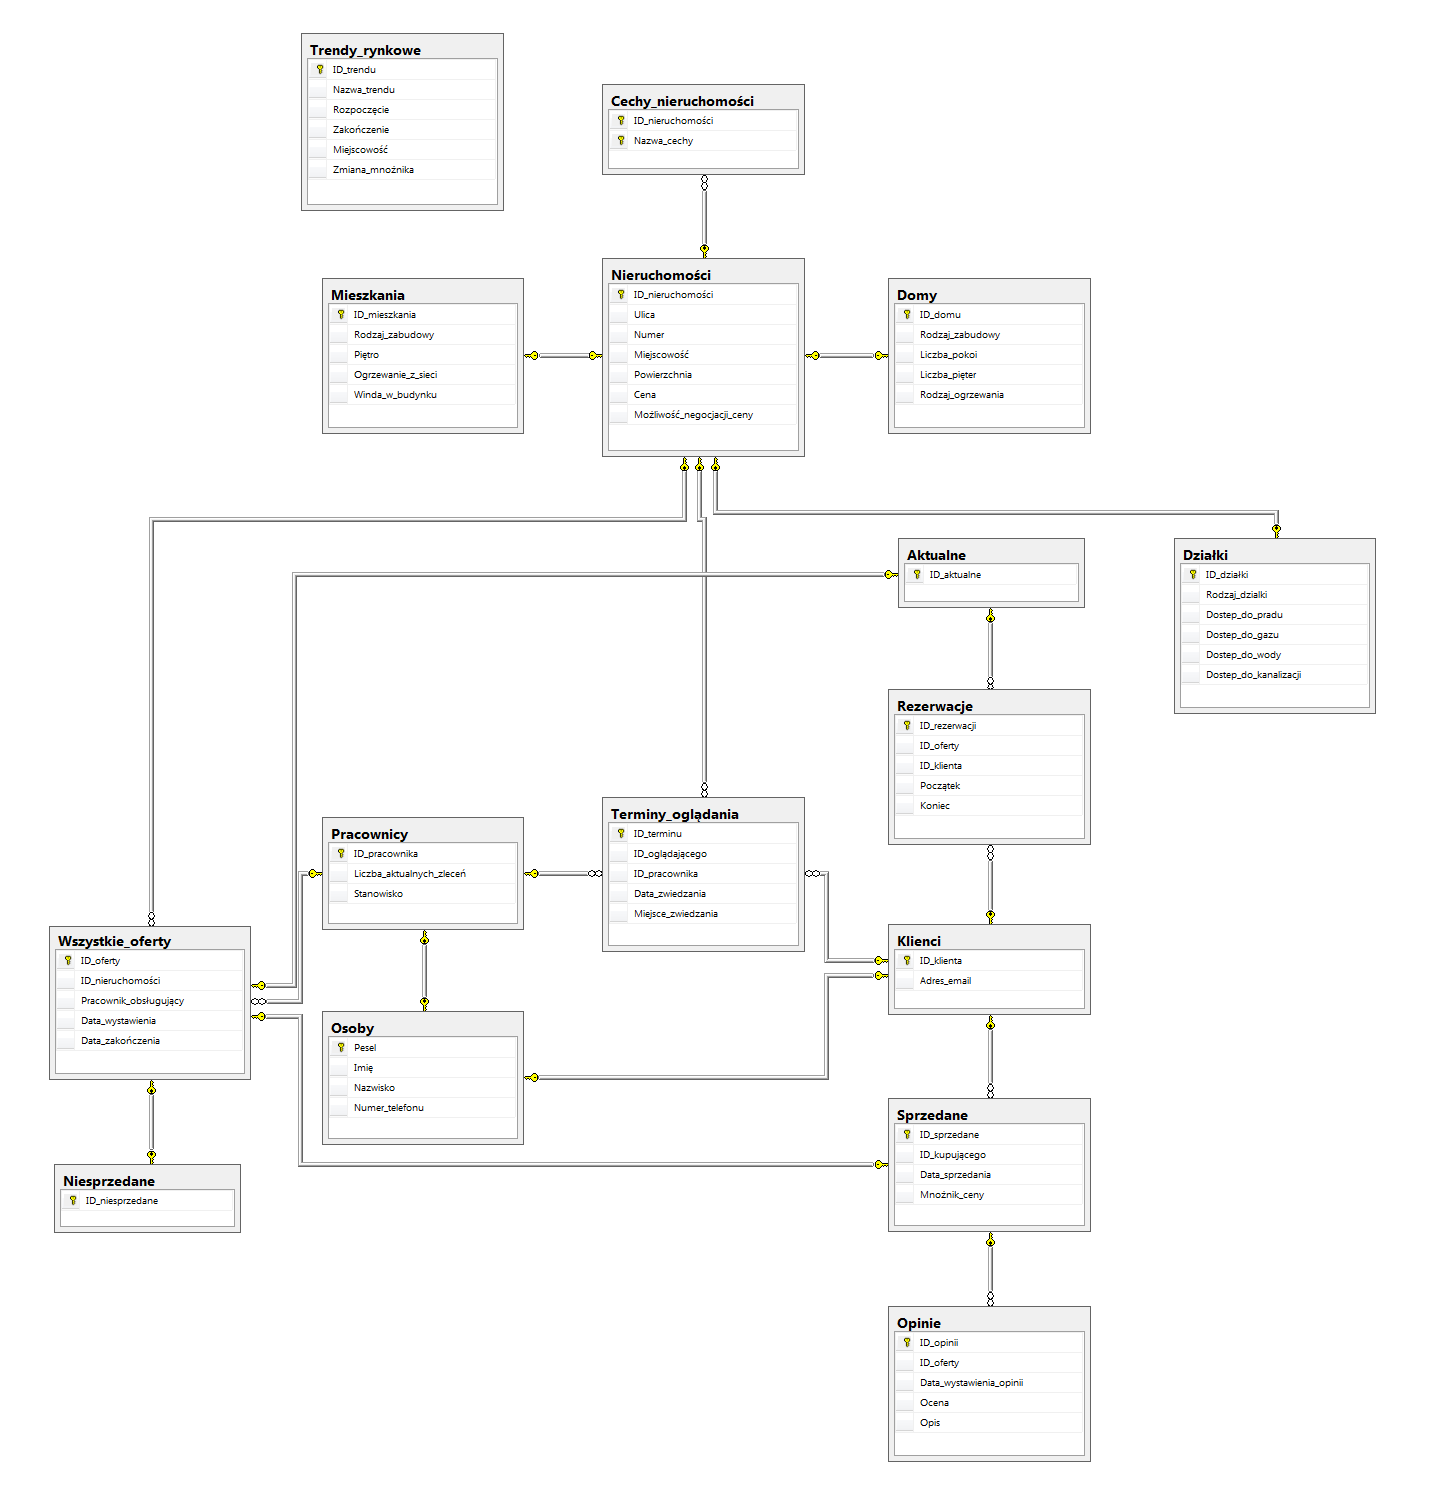 Trendy_rynkowe
ID_trendu
Nazwa_trendu
Rozpoczęcie
Zakończenie
Miejscowość
Zmiana_mnożnika
Cechy_nieruchomości
ID_nieruchomości
Nazwa_cechy
Mieszkania
ID_mieszkania
Rodzaj_zabudowy
Piętro
Ogrzewanie_z_sieci
Winda_w_budynku
Nieruchomości
ID_nieruchomości
Ulica
Numer
Miejscowość
Powierzchnia
Cena
Możliwość_negocjacji_ceny
Domy
ID_domu
Rodzaj_zabudowy
Liczba_pokoi
Liczba_pięter
Rodzaj_ogrzewania
Aktualne
ID_aktualne
Działki
ID_działki
Rodzaj_dzialki
Dostep_do_pradu
Dostep_do_gazu
Dostep_do_wody
Dostep_do_kanalizacji
Rezerwacje
ID_rezerwacji
ID_oferty
ID_klienta
Początek
Koniec
Pracownicy
ID_pracownika
Liczba_aktualnych_zleceń
Stanowisko
Terminy_oglądania
ID_terminu
ID_oglądającego
ID_pracownika
Data_zwiedzania
Miejsce_zwiedzania
Wszystkie_oferty
ID_oferty
ID_nieruchomości
Pracownik_obsługujący
Data_wystawienia
Data_zakończenia
Klienci
ID_klienta
Adres_email
Osoby
Pesel
Imię
Nazwisko
Numer_telefonu
Niesprzedane
ID_niesprzedane
Sprzedane
ID_sprzedane
ID_kupującego
Data_sprzedania
Mnożnik_ceny
Opinie
ID_opinii
ID_oferty
Data_wystawienia_opinii
Ocena
Opis